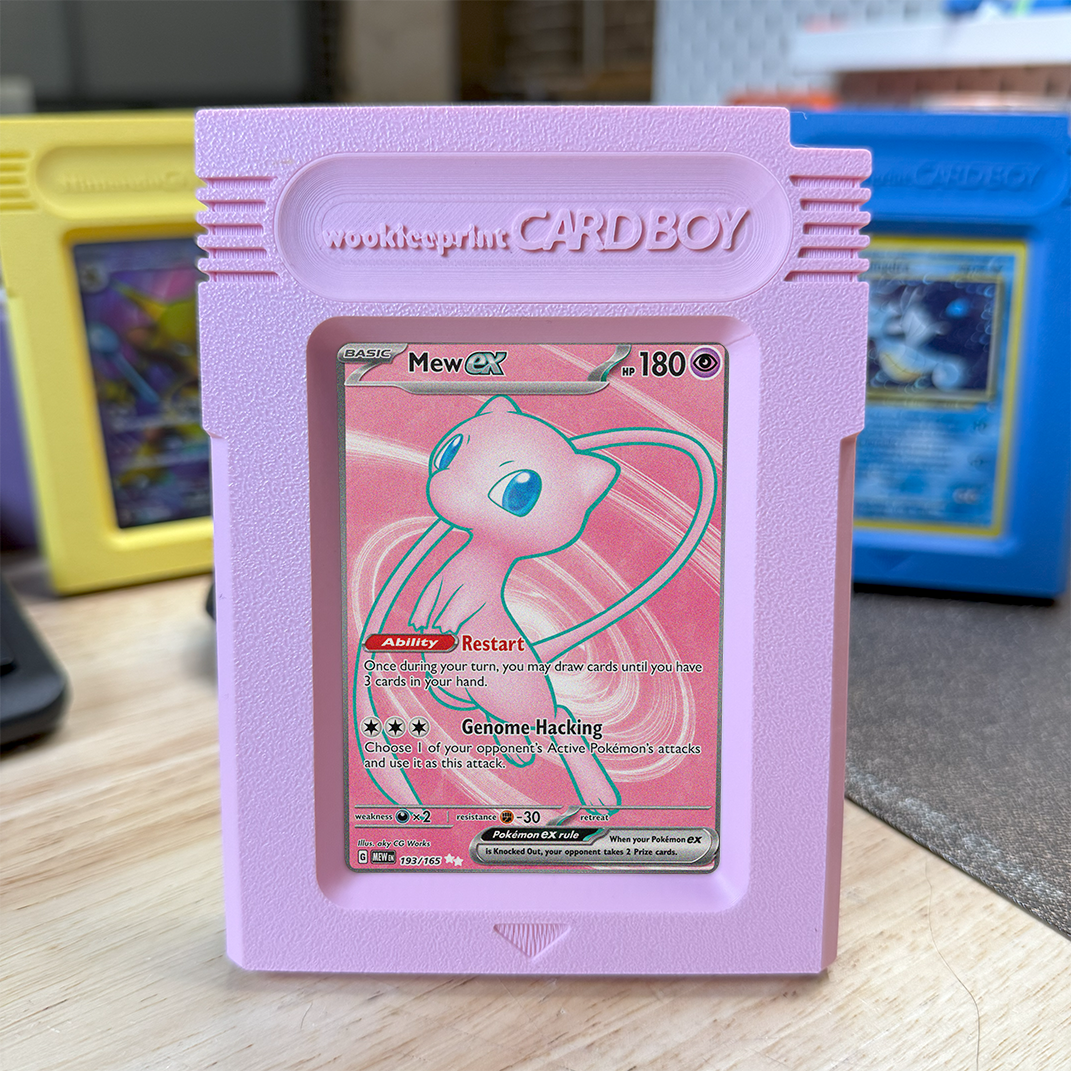 wookieeprint CARDBOY
BASIC Mew ex HP 180
Ability Restart
Once during your turn, you may draw cards until you have
3 cards in your hand.
Genome Hacking
Choose 1 of your opponent's Active Pokémon's attacks
and use it as this attack.
weakness ×2 resistance -30 retreat
Pokémon ex rule When your Pokémon ex
is Knocked Out, your opponent takes 2 Prize cards.
Illus. aky CG Works
G MEW EN 193/165
CARDBOY